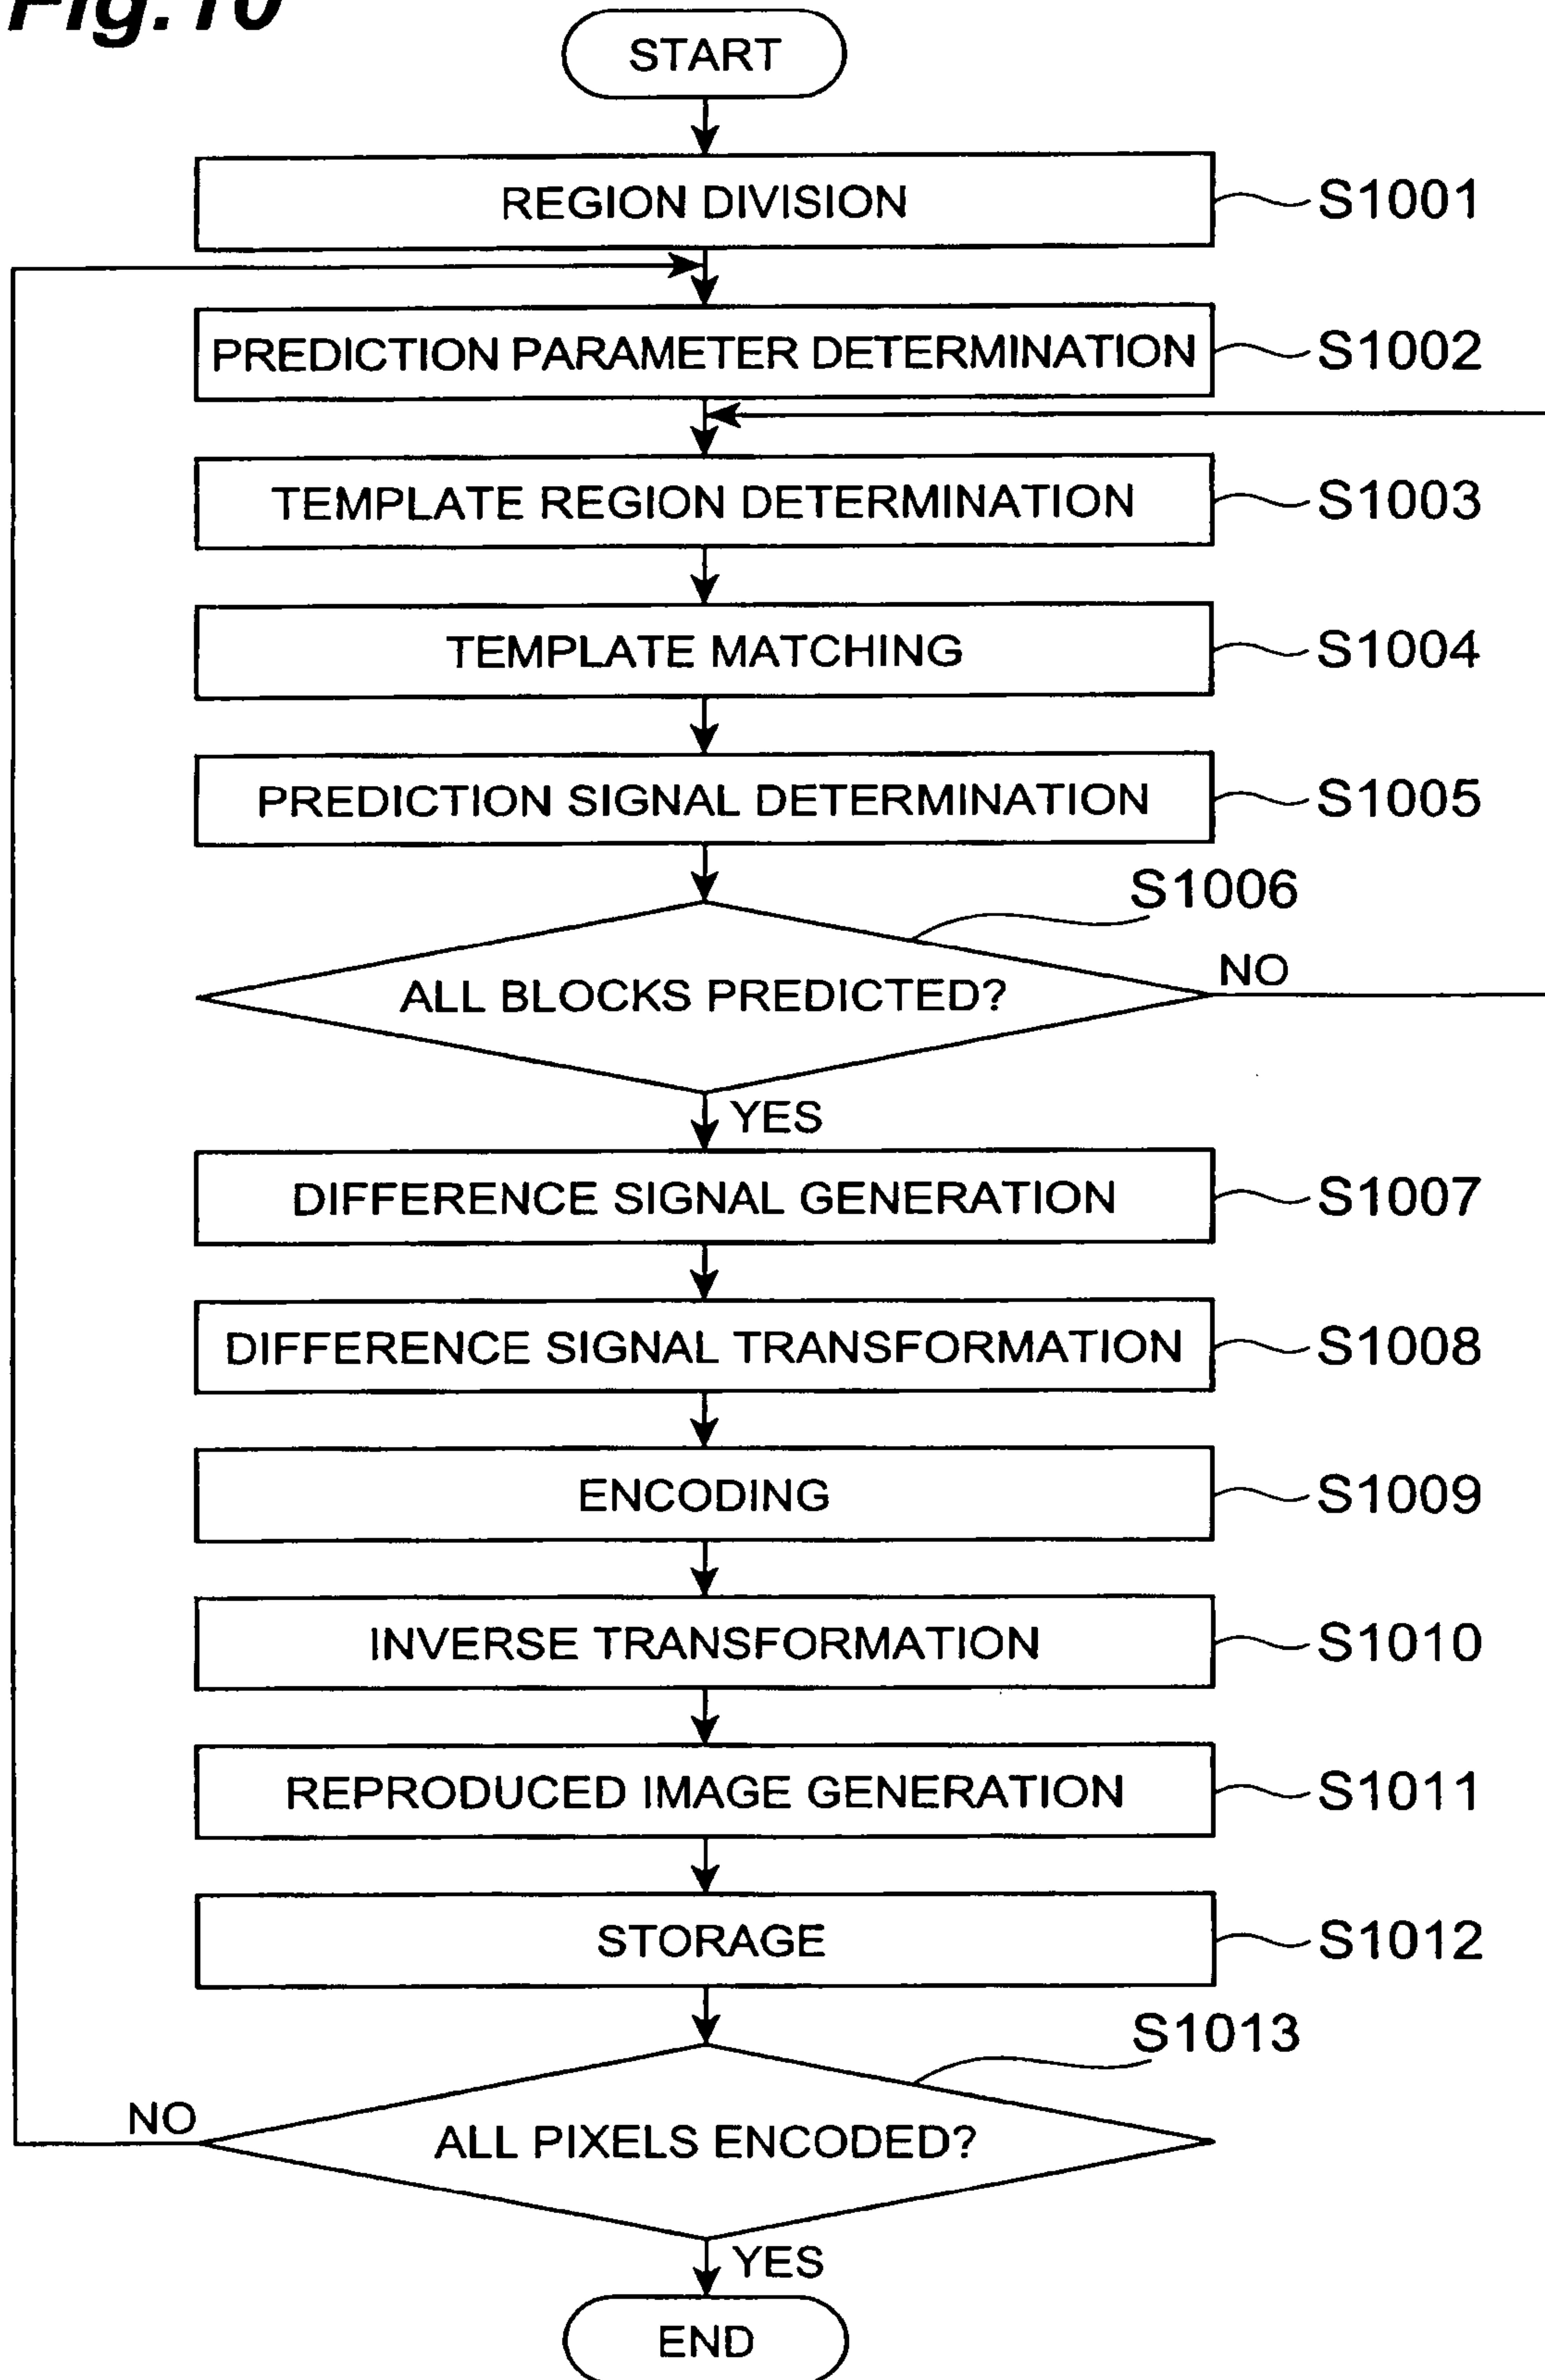 Fig.10
START
REGION DIVISION
S1001
PREDICTION PARAMETER DETERMINATION
S1002
TEMPLATE REGION DETERMINATION
S1003
TEMPLATE MATCHING
S1004
PREDICTION SIGNAL DETERMINATION
S1005
S1006
ALL BLOCKS PREDICTED?
NO
YES
DIFFERENCE SIGNAL GENERATION
S1007
DIFFERENCE SIGNAL TRANSFORMATION
S1008
ENCODING
S1009
INVERSE TRANSFORMATION
S1010
REPRODUCED IMAGE GENERATION
S1011
STORAGE
S1012
S1013
NO
ALL PIXELS ENCODED?
YES
END